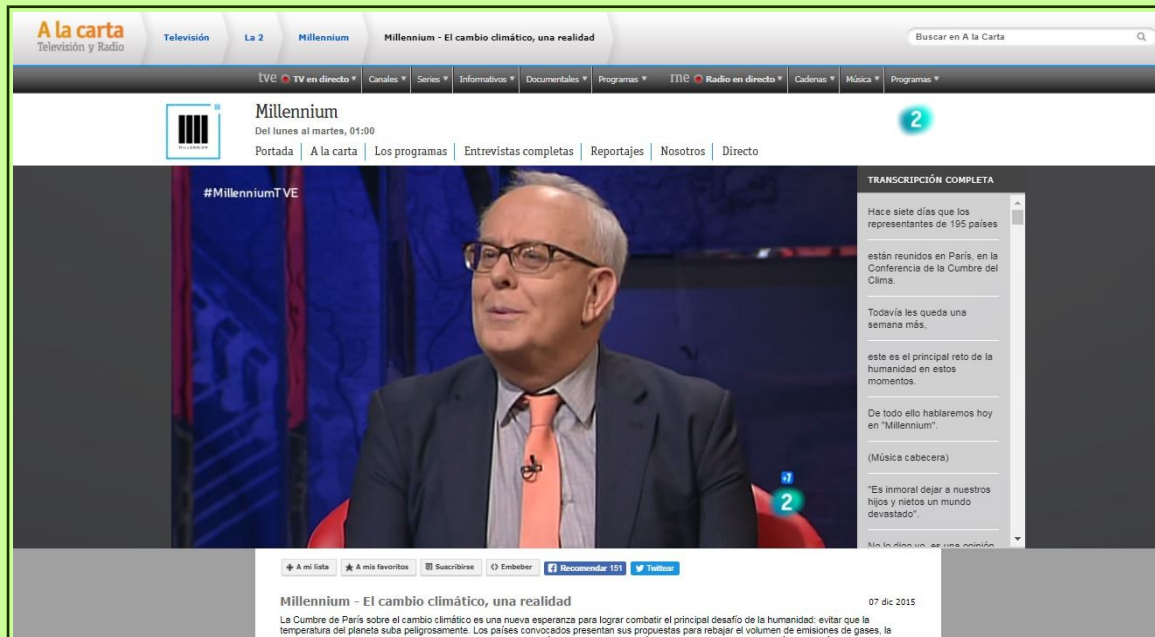 A la carta
Televisión y Radio
Televisión
La 2
Millennium
Millennium - El cambio climático, una realidad
Buscar en A la Carta
tve TV en directo Canales Series Informativos Documentales Programas rne Radio en directo Cadenas Música Programas
Millennium
Del lunes al martes, 01:00
Portada A la carta Los programas Entrevistas completas Reportajes Nosotros Directo
MILLENNIUM
2
#MillenniumTVE
+7
2
TRANSCRIPCIÓN COMPLETA
Hace siete días que los
representantes de 195 países
están reunidos en París, en la
Conferencia de la Cumbre del
Clima.
Todavía les queda una
semana más,
este es el principal reto de la
humanidad en estos
momentos.
De todo ello hablaremos hoy
en "Millennium".
(Música cabecera)
"Es inmoral dejar a nuestros
hijos y nietos un mundo
devastado".
No lo digo yo, es una opinión
A mi lista A mis favoritos Suscribirse Embeber Recomendar 151 Twittear
Millennium - El cambio climático, una realidad
07 dic 2015
La Cumbre de París sobre el cambio climático es una nueva esperanza para lograr combatir el principal desafío de la humanidad: evitar que la
temperatura del planeta suba peligrosamente. Los países convocados presentan sus propuestas para rebajar el volumen de emisiones de gases, la